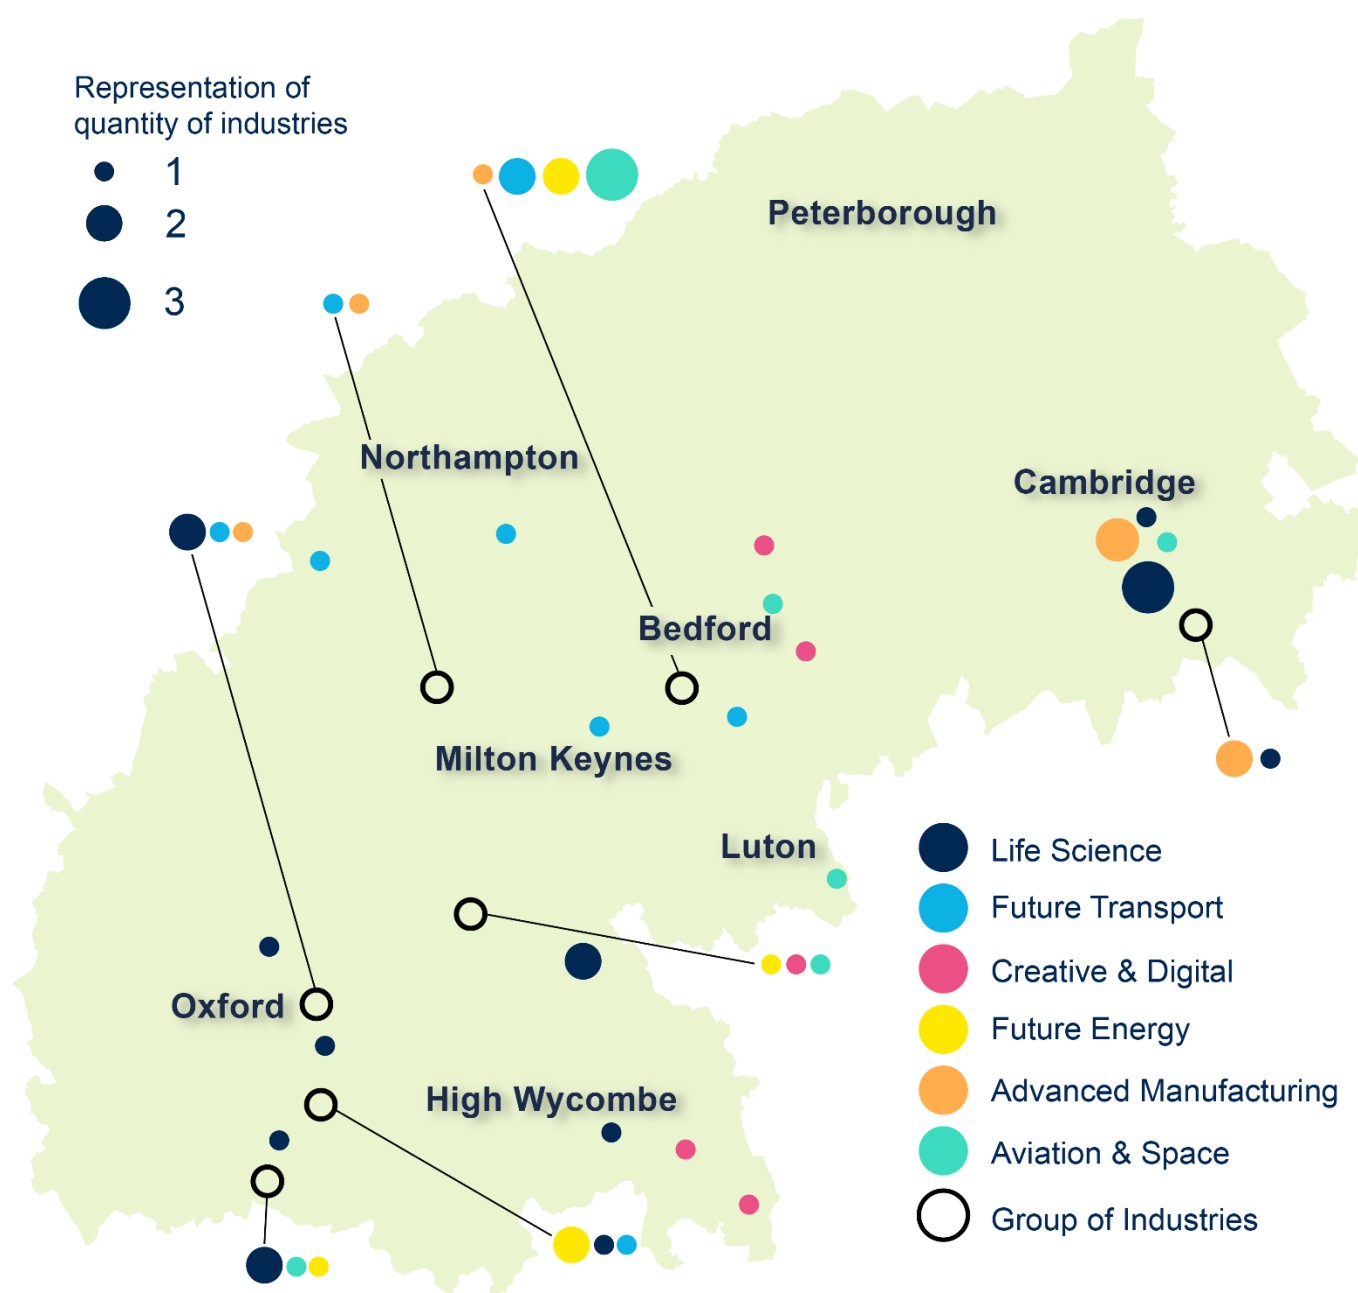 Representation of
quantity of industries
1
2
3
Peterborough
Northampton
Cambridge
Bedford
Milton Keynes
Luton
Oxford
High Wycombe
Life Science
Future Transport
Creative & Digital
Future Energy
Advanced Manufacturing
Aviation & Space
Group of Industries